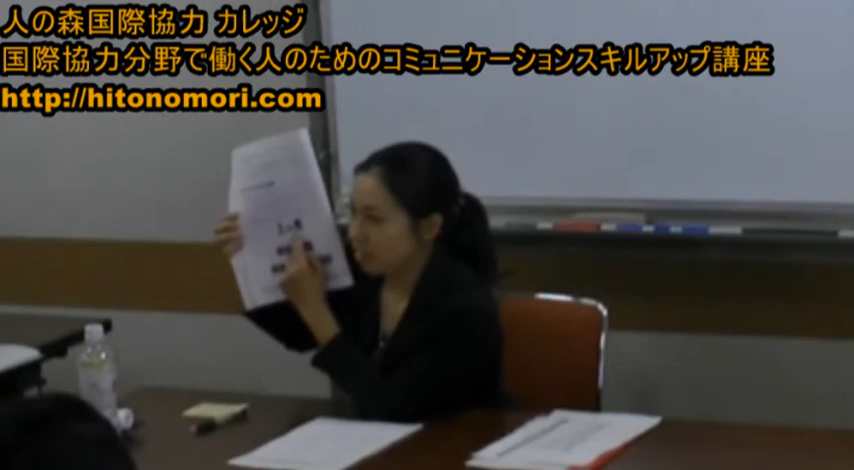 人の森国際協力 カレッジ
国際協力分野で働く人のためのコミュニケーションスキルアップ講座
http://hitonomori.com